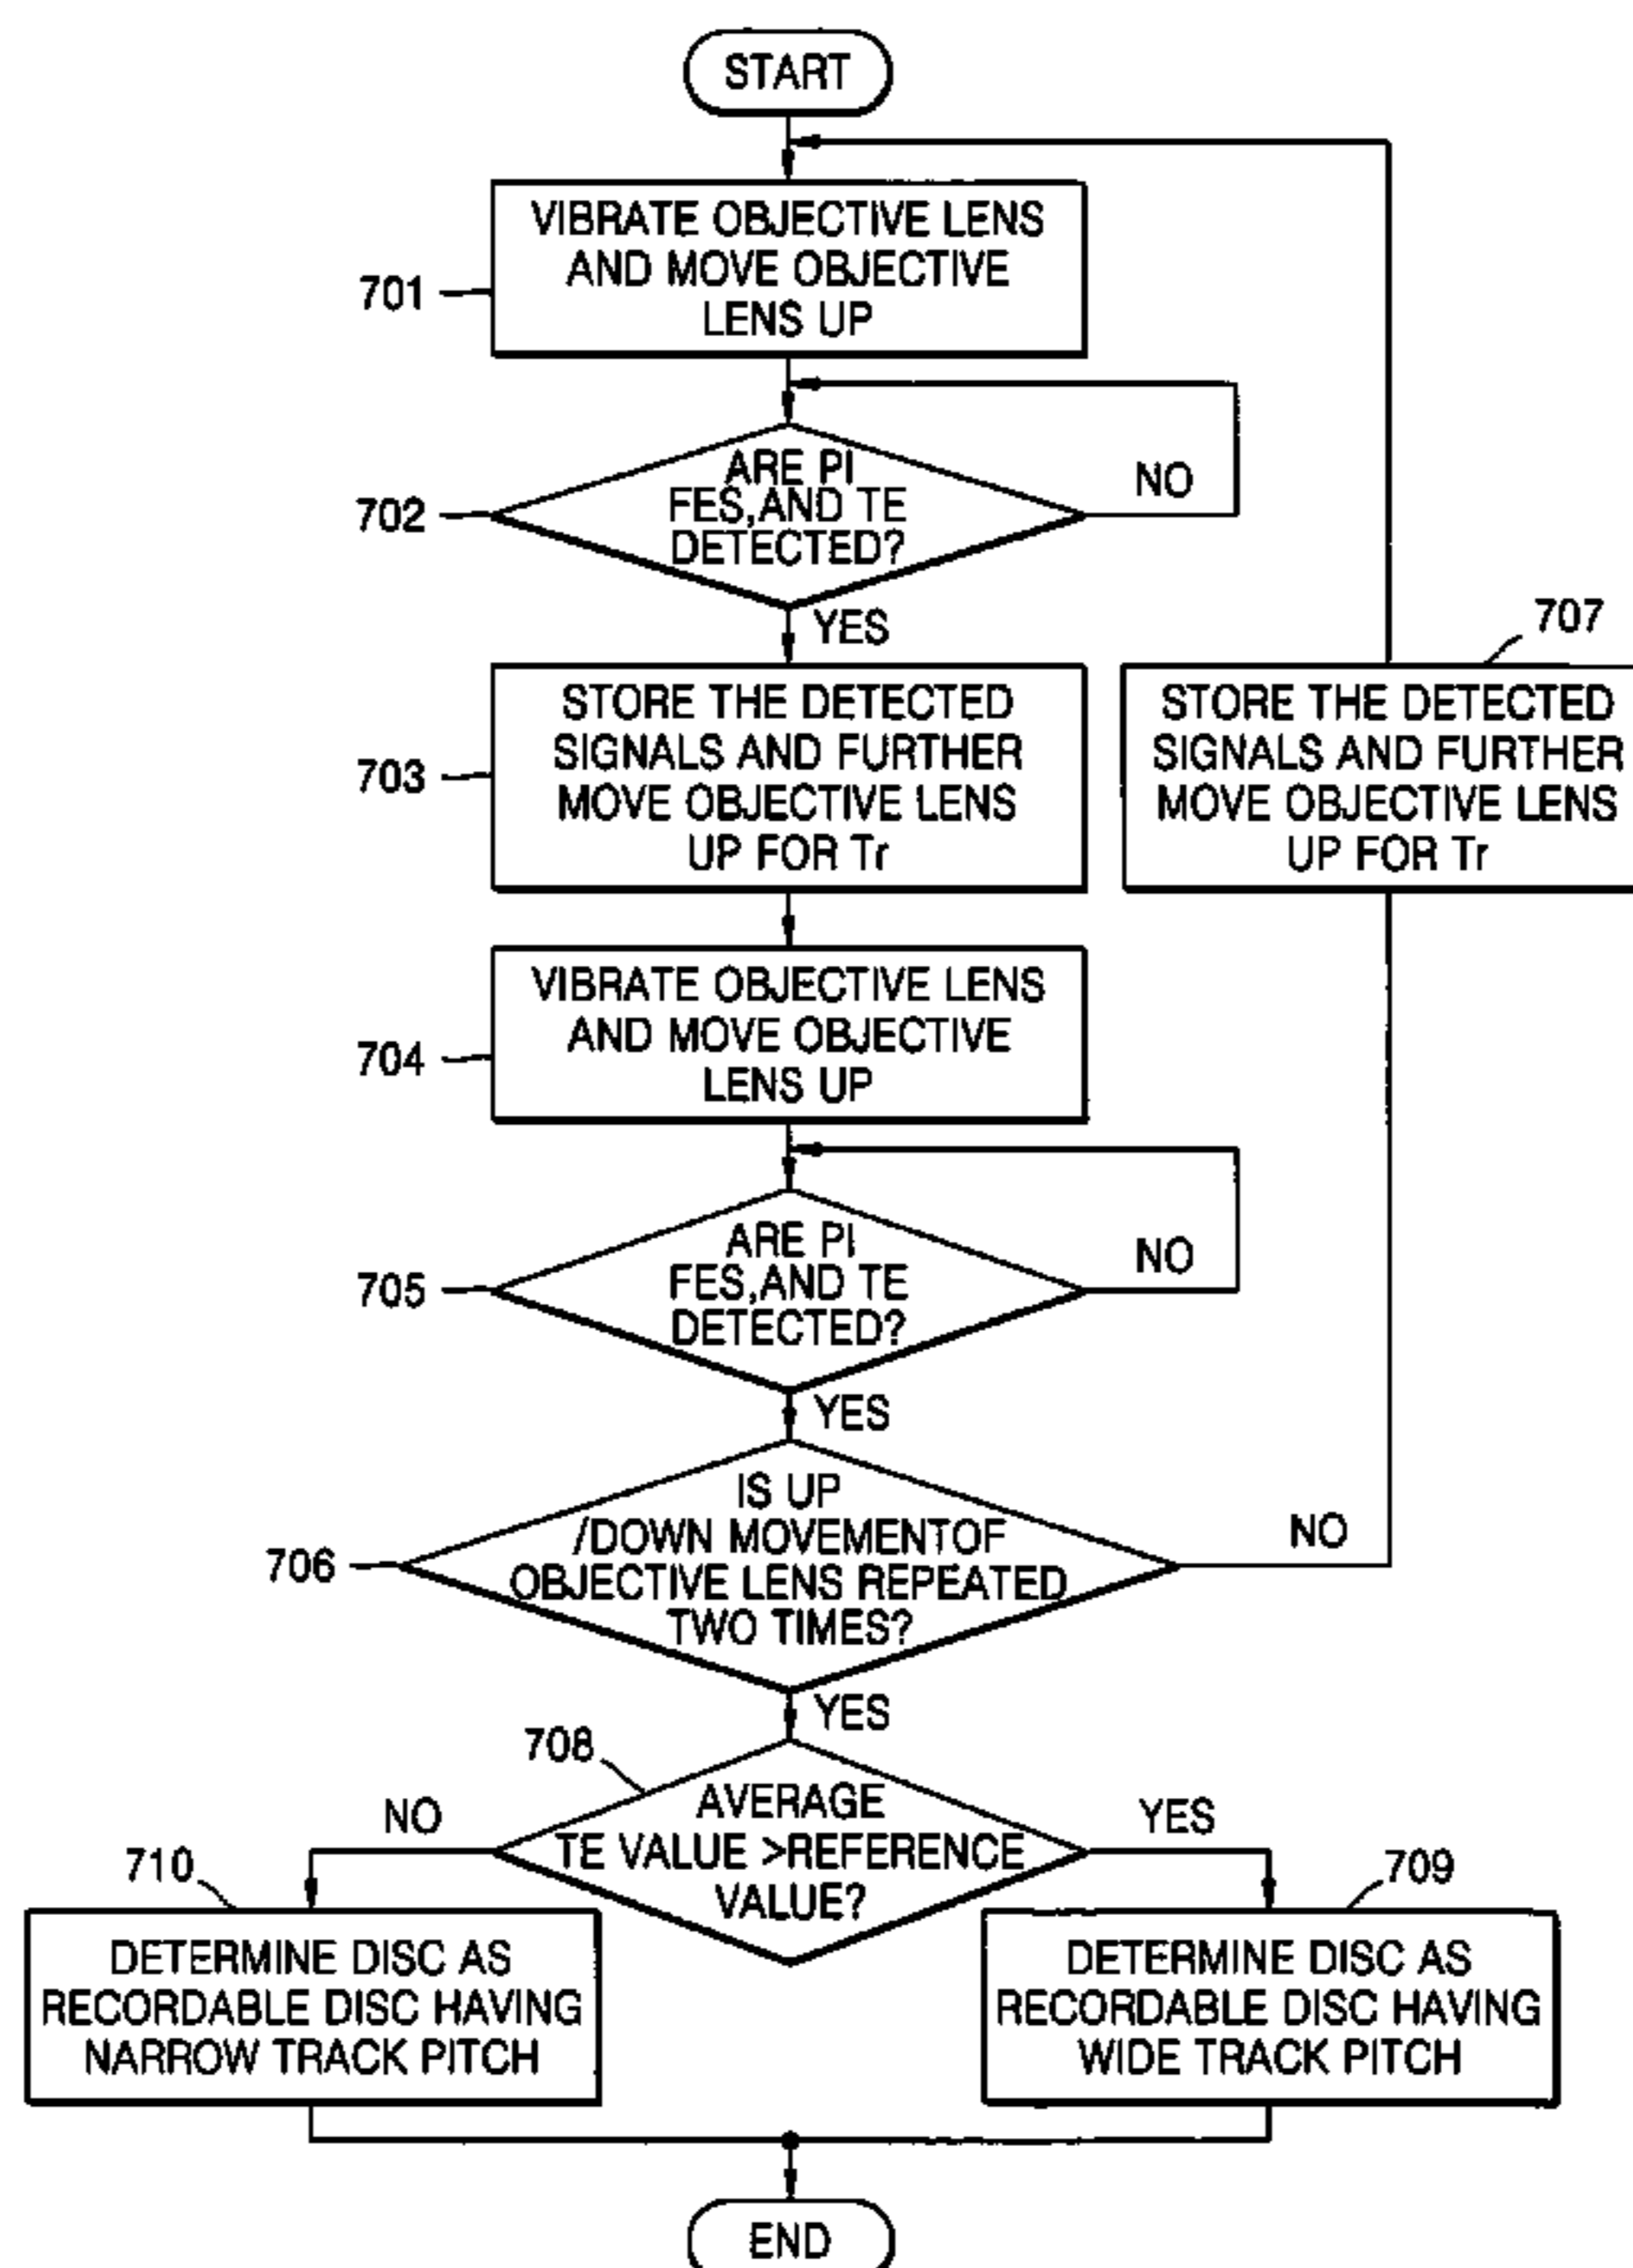 START
701
VIBRATE OBJECTIVE LENS
AND MOVE OBJECTIVE
LENS UP
702
ARE PI
FES,AND TE
DETECTED?
NO
YES
703
STORE THE DETECTED
SIGNALS AND FURTHER
MOVE OBJECTIVE LENS
UP FOR Tr
707
STORE THE DETECTED
SIGNALS AND FURTHER
MOVE OBJECTIVE LENS
UP FOR Tr
704
VIBRATE OBJECTIVE LENS
AND MOVE OBJECTIVE
LENS UP
705
ARE PI
FES,AND TE
DETECTED?
NO
YES
706
IS UP
/DOWN MOVEMENTOF
OBJECTIVE LENS REPEATED
TWO TIMES?
NO
YES
708
AVERAGE
TE VALUE >REFERENCE
VALUE?
NO
YES
710
DETERMINE DISC AS
RECORDABLE DISC HAVING
NARROW TRACK PITCH
709
DETERMINE DISC AS
RECORDABLE DISC HAVING
WIDE TRACK PITCH
END